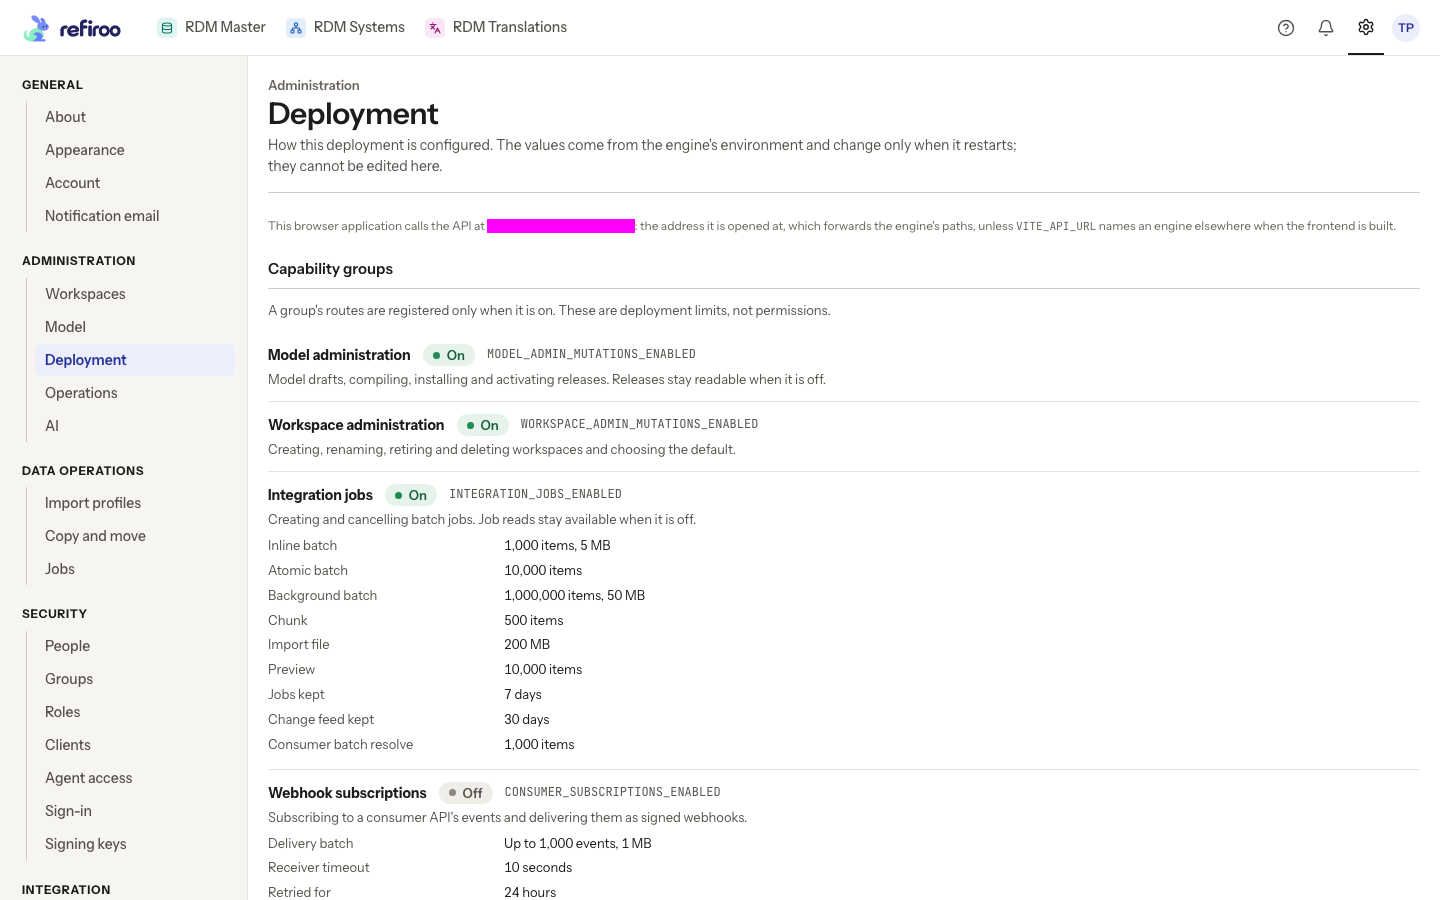 refiroo
RDM Master
RDM Systems
RDM Translations
TP
GENERAL
About
Appearance
Account
Notification email
ADMINISTRATION
Workspaces
Model
Deployment
Operations
AI
DATA OPERATIONS
Import profiles
Copy and move
Jobs
SECURITY
People
Groups
Roles
Clients
Agent access
Sign-in
Signing keys
INTEGRATION
Administration
Deployment
How this deployment is configured. The values come from the engine's environment and change only when it restarts;
they cannot be edited here.
This browser application calls the API at the address it is opened at, which forwards the engine's paths, unless VITE_API_URL names an engine elsewhere when the frontend is built.
Capability groups
A group's routes are registered only when it is on. These are deployment limits, not permissions.
Model administration On MODEL_ADMIN_MUTATIONS_ENABLED
Model drafts, compiling, installing and activating releases. Releases stay readable when it is off.
Workspace administration On WORKSPACE_ADMIN_MUTATIONS_ENABLED
Creating, renaming, retiring and deleting workspaces and choosing the default.
Integration jobs On INTEGRATION_JOBS_ENABLED
Creating and cancelling batch jobs. Job reads stay available when it is off.
Inline batch 1,000 items, 5 MB
Atomic batch 10,000 items
Background batch 1,000,000 items, 50 MB
Chunk 500 items
Import file 200 MB
Preview 10,000 items
Jobs kept 7 days
Change feed kept 30 days
Consumer batch resolve 1,000 items
Webhook subscriptions Off CONSUMER_SUBSCRIPTIONS_ENABLED
Subscribing to a consumer API's events and delivering them as signed webhooks.
Delivery batch Up to 1,000 events, 1 MB
Receiver timeout 10 seconds
Retried for 24 hours